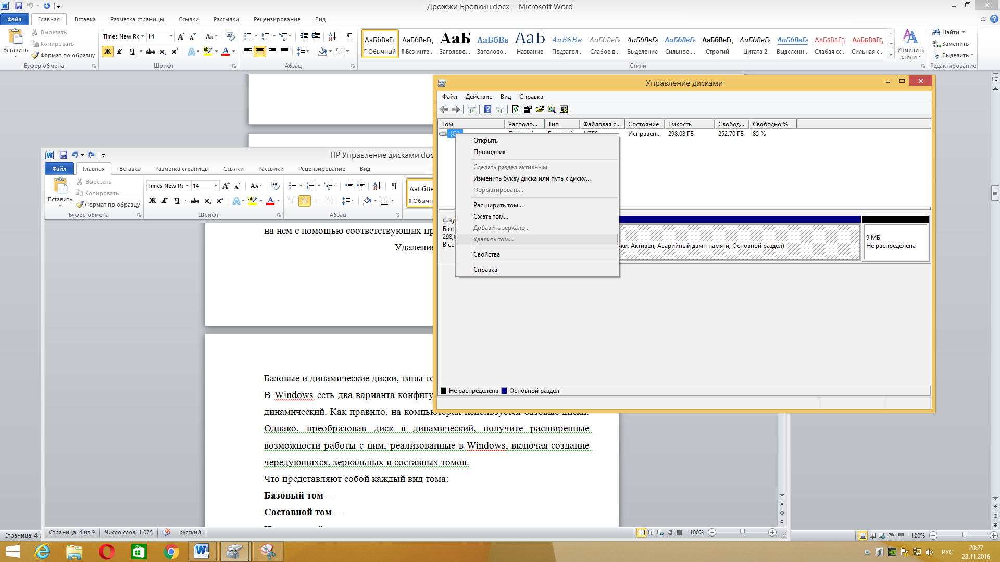 Дрожжи Бровкин.docx - Microsoft Word
Файл Главная Вставка Разметка страницы Ссылки Рассылки Рецензирование Вид
Вставить
Вырезать
Копировать
Формат по образцу
Буфер обмена
Times New Rc 14
Шрифт
Абзац
АаБбВвГг, АаБбВвГг, АаБ АаБбВв АаБ АаБбВв АаБбВвГг АаБбВвГг АаБбВвГг АаБбВвГг, АаБбВвГг АаБбВвГг ААББВВГГ, ААББВВГГ,
¶ Обычный ¶ Без инте... Заголово... Заголово... Название Подзагол... Слабое в... Выделение Сильное ... Строгий Цитата 2 Выделенн... Слабая сс... Сильная с...
Стили
Изменить стили
Найти
Заменить
Выделить
Редактирование
ПР Управление дисками.doc
Файл Главная Вставка Разметка страницы Ссылки Рассылки Рецензирование Вид
Вставить
Вырезать
Копировать
Формат по образцу
Буфер обмена
Times New Rc 14
Шрифт
Абзац
АаБбВв
¶ Обычн
на нем с помощью соответствующих пр
Удаление
Базовые и динамические диски, типы то
В Windows есть два варианта конфигу
динамический. Как правило, на компьютерах используется базовые диски.
Однако, преобразовав диск в динамический, получите расширенные
возможности работы с ним, реализованные в Windows, включая создание
чередующихся, зеркальных и составных томов.
Что представляют собой каждый вид тома:
Базовый том —
Составной том —
Страница: 4 из 9 Число слов: 1 075 русский 100%
Страница: 4 и 120%
Управление дисками
Файл Действие Вид Справка
Том Располо... Тип Файловая с... Состояние Емкость Свобод... Свободно %
(C:) Простой Базовый NTFS Исправен... 298,08 ГБ 252,70 ГБ 85 %
Открыть
Проводник
Сделать раздел активным
Изменить букву диска или путь к диску...
Форматировать...
Расширить том...
Сжать том...
Добавить зеркало...
Удалить том...
Свойства
Справка
Д
Базо
298,0
В сет
ки, Активен, Аварийный дамп памяти, Основной раздел)
9 МБ
Не распределена
Не распределена Основной раздел
РУС
20:27
28.11.2016